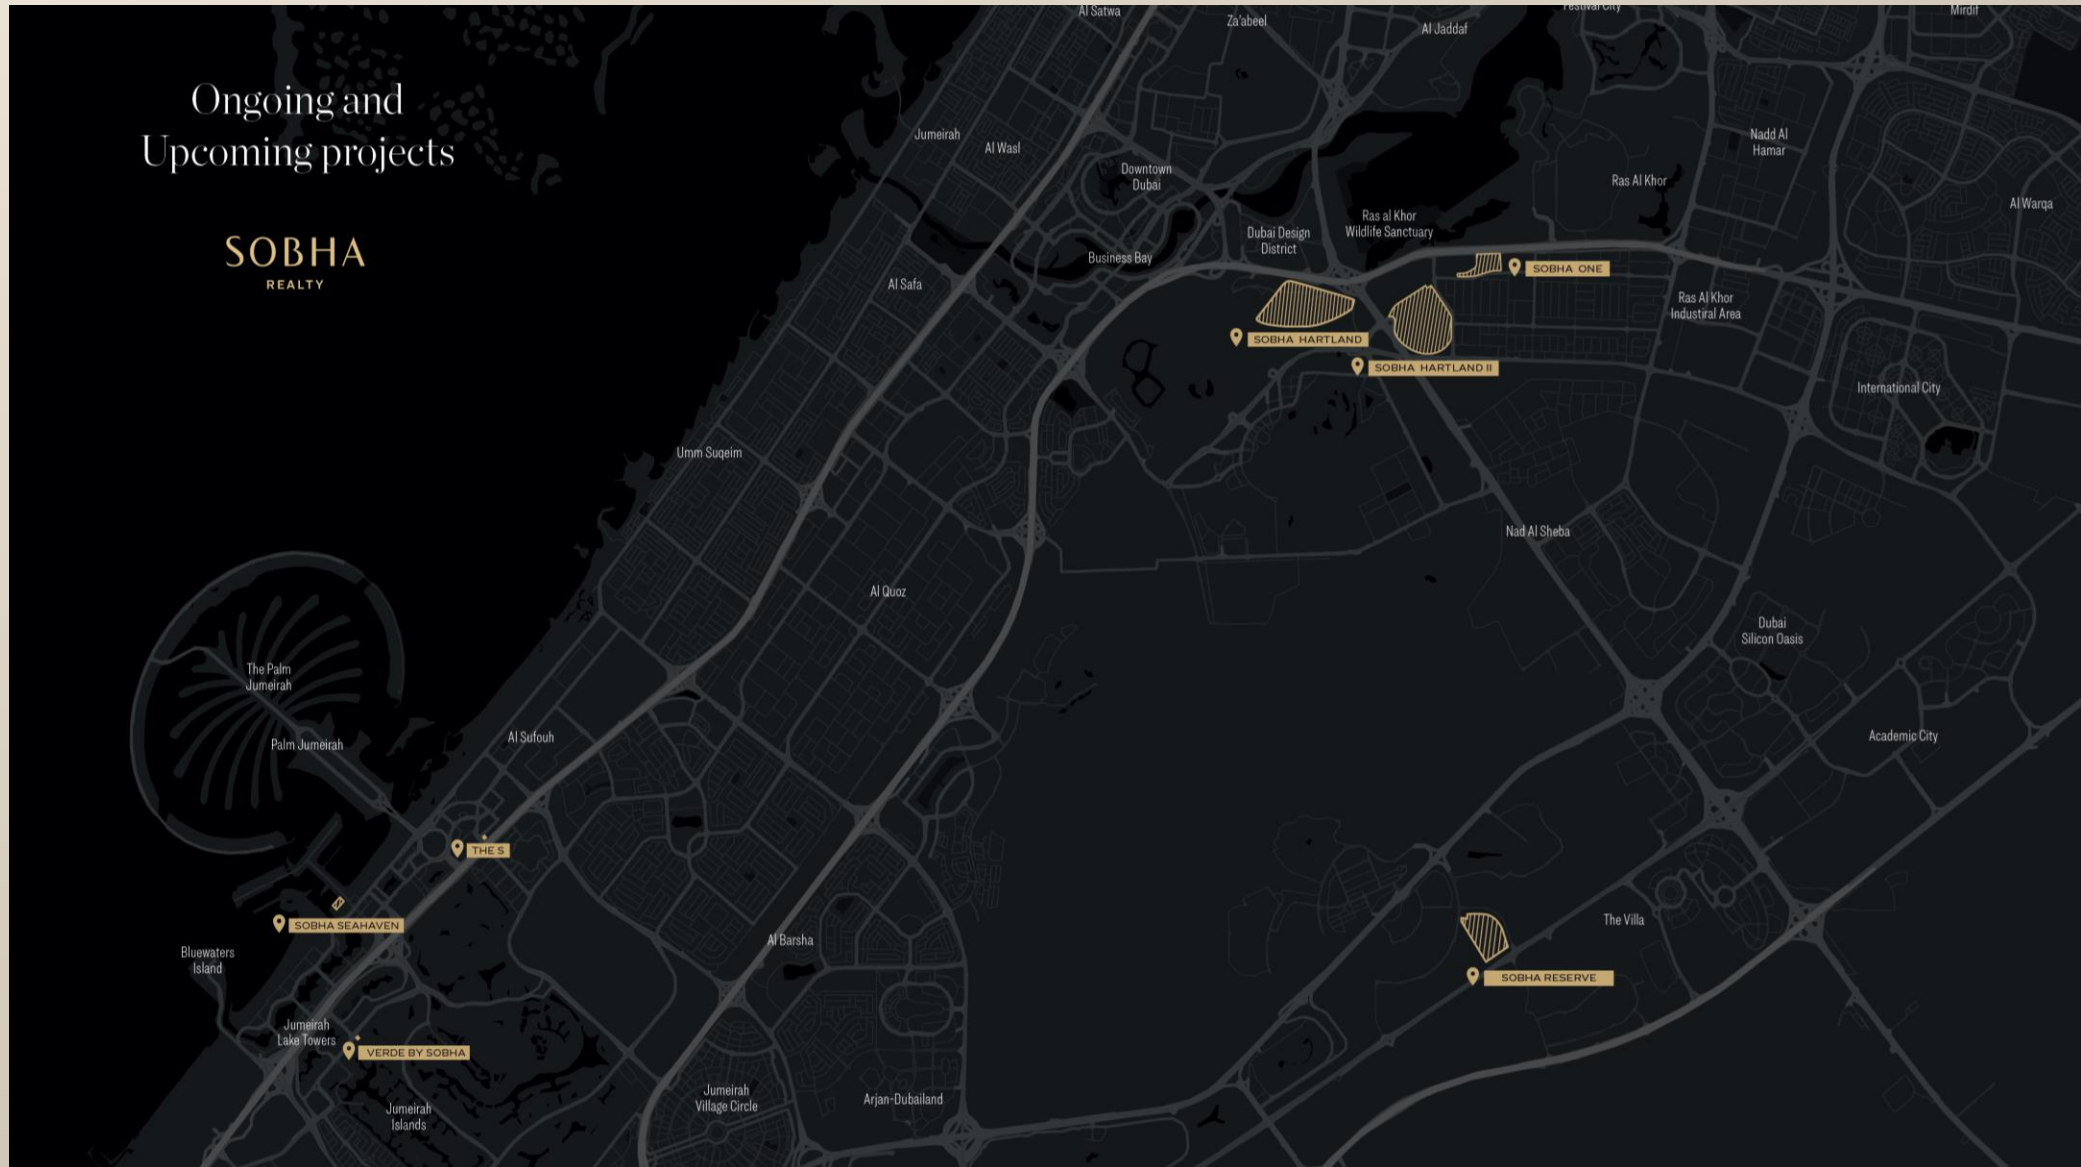 Ongoing and
Upcoming projects
SOBHA
REALTY
Al Satwa
Za'abeel
Al Jaddaf
Festival City
Mirdif
Jumeirah
Al Wasl
Downtown
Dubai
Nadd Al
Hamar
Ras Al Khor
Al Warqa
Ras al Khor
Wildlife Sanctuary
Dubai Design
District
Business Bay
SOBHA ONE
Al Safa
Ras Al Khor
Industiral Area
SOBHA HARTLAND
SOBHA HARTLAND II
International City
Umm Suqeim
Nad Al Sheba
Al Quoz
Dubai
Silicon Oasis
The Palm
Jumeirah
Palm Jumeirah
Al Sufouh
Academic City
THE S
SOBHA SEAHAVEN
The Villa
Al Barsha
Bluewaters
Island
SOBHA RESERVE
Jumeirah
Lake Towers
VERDE BY SOBHA
Jumeirah
Village Circle
Arjan-Dubailand
Jumeirah
Islands